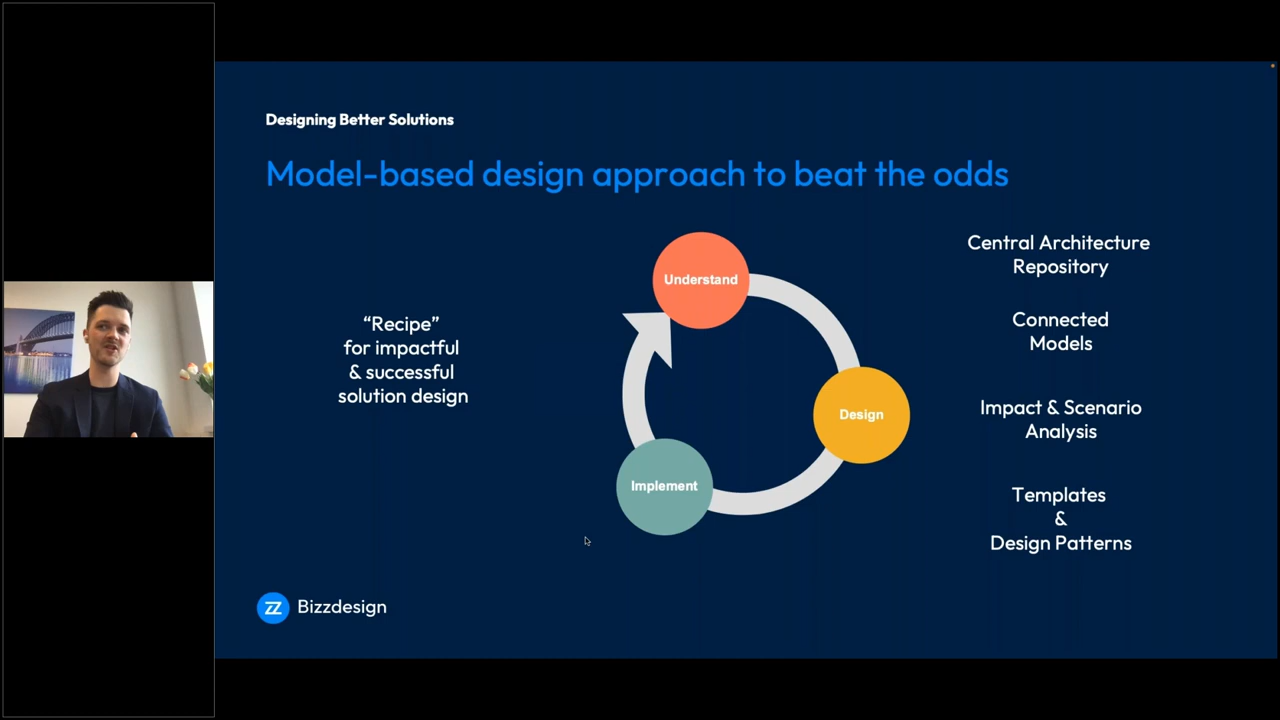 Designing Better Solutions
Model-based design approach to beat the odds
“Recipe”
for impactful
& successful
solution design
Understand
Design
Implement
Central Architecture
Repository
Connected
Models
Impact & Scenario
Analysis
Templates
&
Design Patterns
Bizzdesign